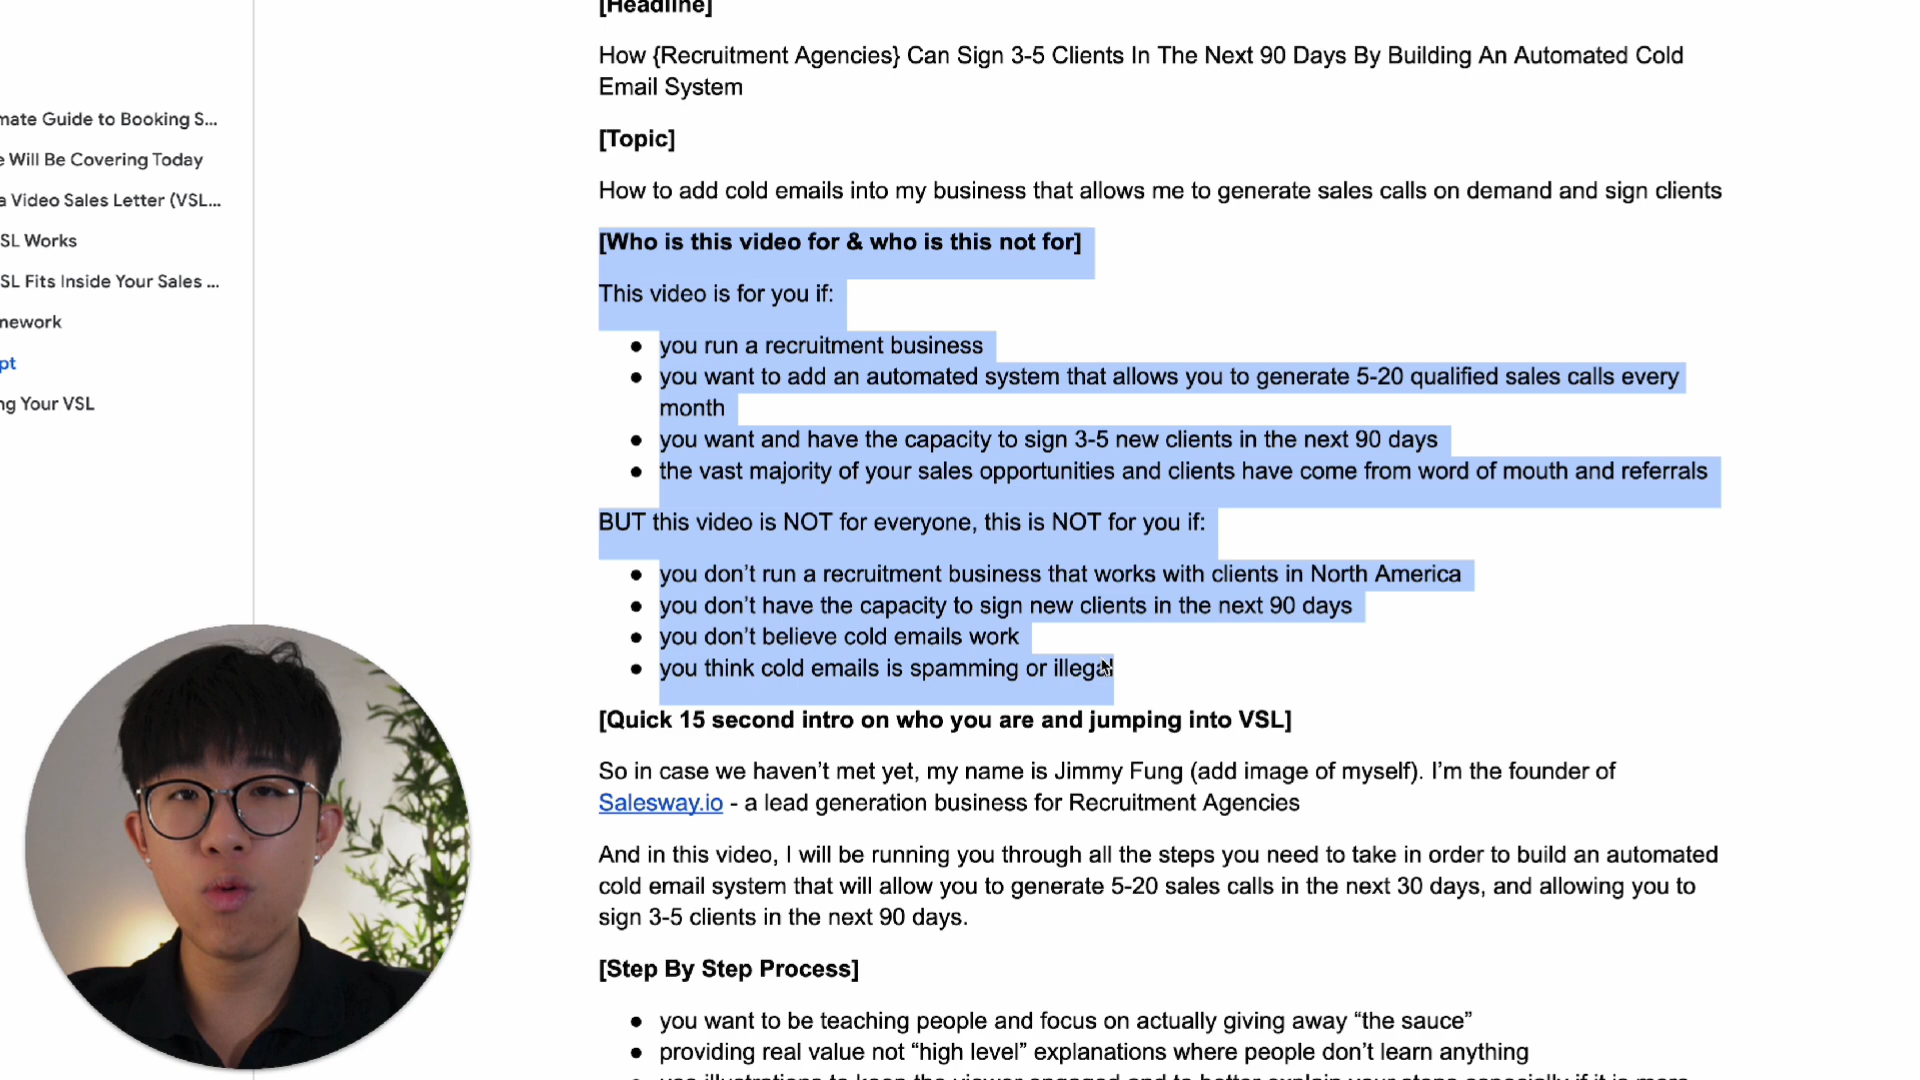 [Headline]
How {Recruitment Agencies} Can Sign 3-5 Clients In The Next 90 Days By Building An Automated Cold
Email System
mate Guide to Booking S...
[Topic]
e Will Be Covering Today
How to add cold emails into my business that allows me to generate sales calls on demand and sign clients
a Video Sales Letter (VSL...
SL Works
[Who is this video for & who is this not for]
SL Fits Inside Your Sales ...
This video is for you if:
mework
● you run a recruitment business
pt
● you want to add an automated system that allows you to generate 5-20 qualified sales calls every
month
ng Your VSL
● you want and have the capacity to sign 3-5 new clients in the next 90 days
● the vast majority of your sales opportunities and clients have come from word of mouth and referrals
BUT this video is NOT for everyone, this is NOT for you if:
● you don’t run a recruitment business that works with clients in North America
● you don’t have the capacity to sign new clients in the next 90 days
● you don’t believe cold emails work
● you think cold emails is spamming or illegal
[Quick 15 second intro on who you are and jumping into VSL]
So in case we haven’t met yet, my name is Jimmy Fung (add image of myself). I’m the founder of
Salesway.io - a lead generation business for Recruitment Agencies
And in this video, I will be running you through all the steps you need to take in order to build an automated
cold email system that will allow you to generate 5-20 sales calls in the next 30 days, and allowing you to
sign 3-5 clients in the next 90 days.
[Step By Step Process]
● you want to be teaching people and focus on actually giving away “the sauce”
● providing real value not “high level” explanations where people don’t learn anything